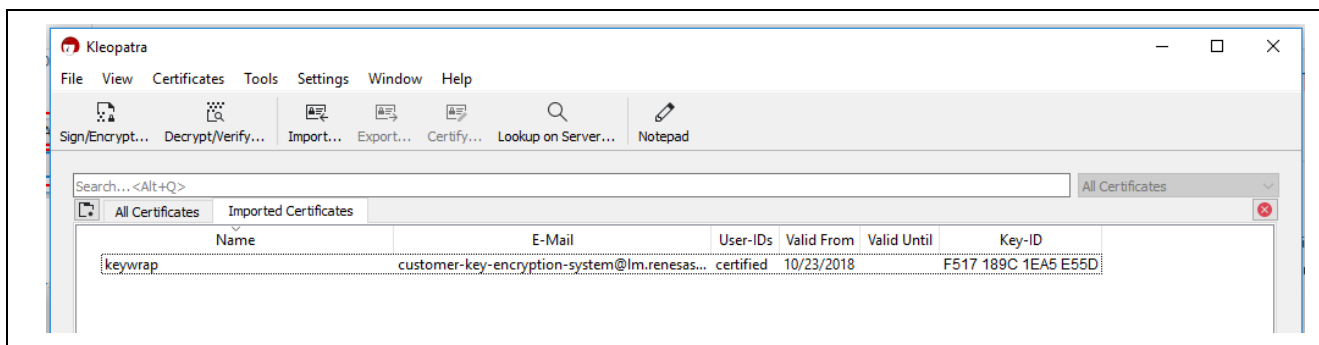 Kleopatra
File View Certificates Tools Settings Window Help
Sign/Encrypt... Decrypt/Verify... Import... Export... Certify... Lookup on Server... Notepad
Search...<Alt+Q> All Certificates
All Certificates Imported Certificates
Name E-Mail User-IDs Valid From Valid Until Key-ID
keywrap customer-key-encryption-system@lm.renesas... certified 10/23/2018 F517 189C 1EA5 E55D